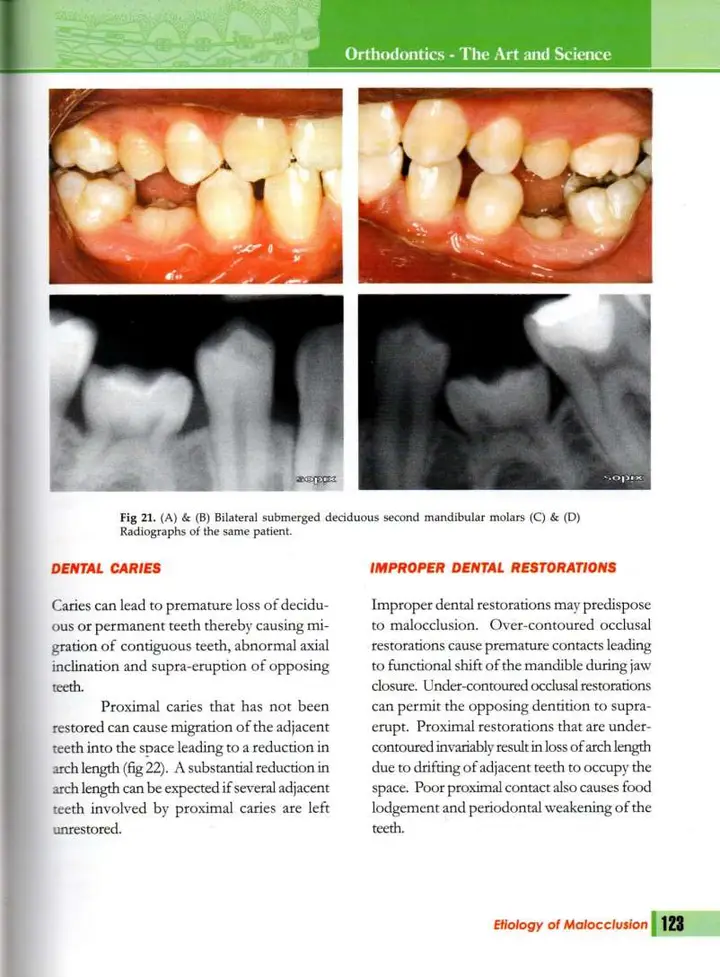 Orthodontics - The Art and Science
sopix
sopix
Fig 21. (A) & (B) Bilateral submerged deciduous second mandibular molars (C) & (D)
Radiographs of the same patient.
DENTAL CARIES
Caries can lead to premature loss of decidu-
ous or permanent teeth thereby causing mi-
gration of contiguous teeth, abnormal axial
inclination and supra-eruption of opposing
teeth.
Proximal caries that has not been
restored can cause migration of the adjacent
teeth into the space leading to a reduction in
arch length (fig 22). A substantial reduction in
arch length can be expected if several adjacent
teeth involved by proximal caries are left
unrestored.
IMPROPER DENTAL RESTORATIONS
Improper dental restorations may predispose
to malocclusion. Over-contoured occlusal
restorations cause premature contacts leading
to functional shift of the mandible during jaw
closure. Under-contoured occlusal restorations
can permit the opposing dentition to supra-
erupt. Proximal restorations that are under-
contoured invariably result in loss of arch length
due to drifting of adjacent teeth to occupy the
space. Poor proximal contact also causes food
lodgement and periodontal weakening of the
teeth.
Etiology of Malocclusion 123